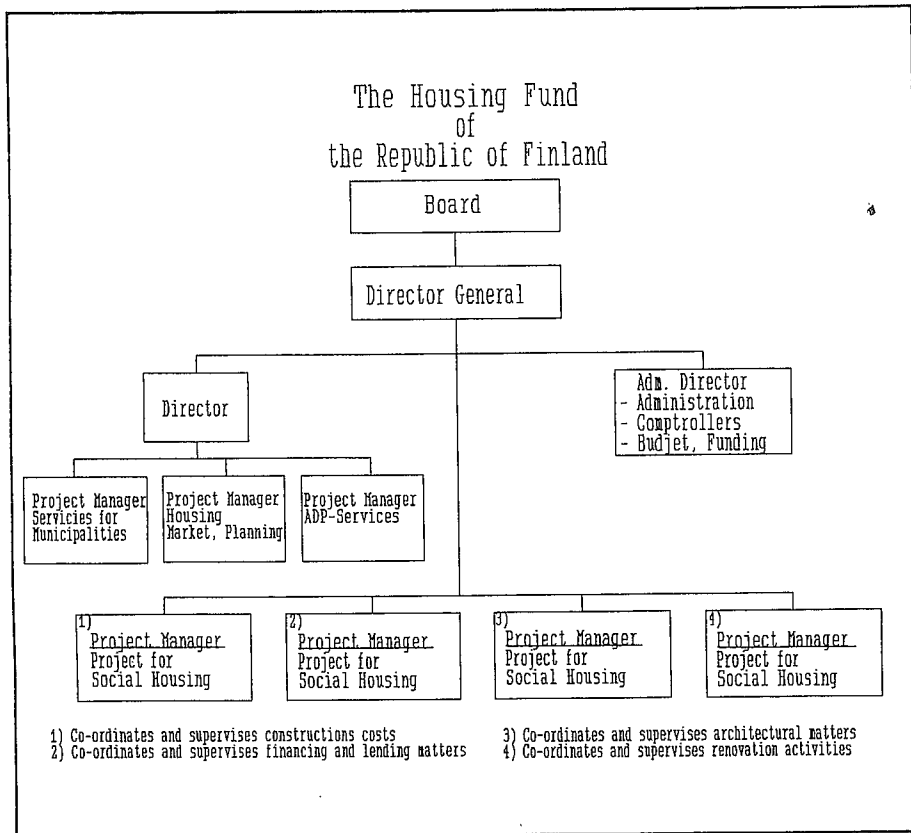 The Housing Fund
of
the Republic of Finland
Board
Director General
Director
Adm. Director
- Administration
- Comptrollers
- Budjet, Funding
Project Manager
Servicies for
Municipalities
Project Manager
Housing
Market, Planning
Project Manager
ADP-Services
1)
Project Manager
Project for
Social Housing
2)
Project Manager
Project for
Social Housing
3)
Project Manager
Project for
Social Housing
4)
Project Manager
Project for
Social Housing
1) Co-ordinates and supervises constructions costs
2) Co-ordinates and supervises financing and lending matters
3) Co-ordinates and supervises architectural matters
4) Co-ordinates and supervises renovation activities